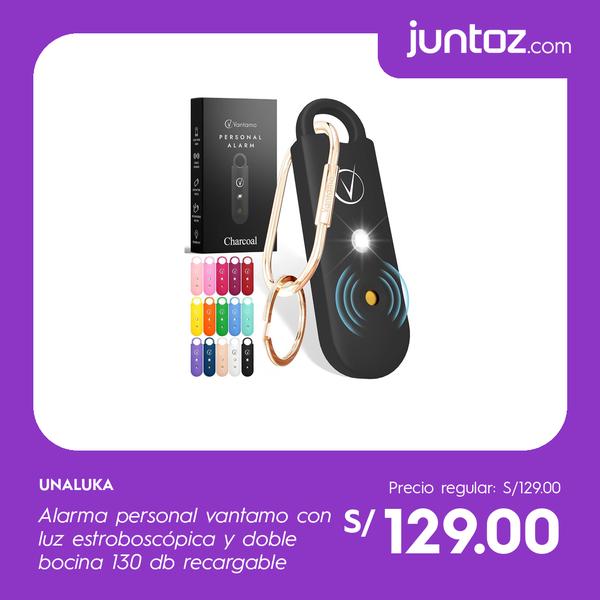 juntoz.com
Vantamo
PERSONAL
ALARM
Charcoal
UNALUKA
Alarma personal vantamo con
luz estroboscópica y doble
bocina 130 db recargable
Precio regular: S/129.00
S/ 129.00